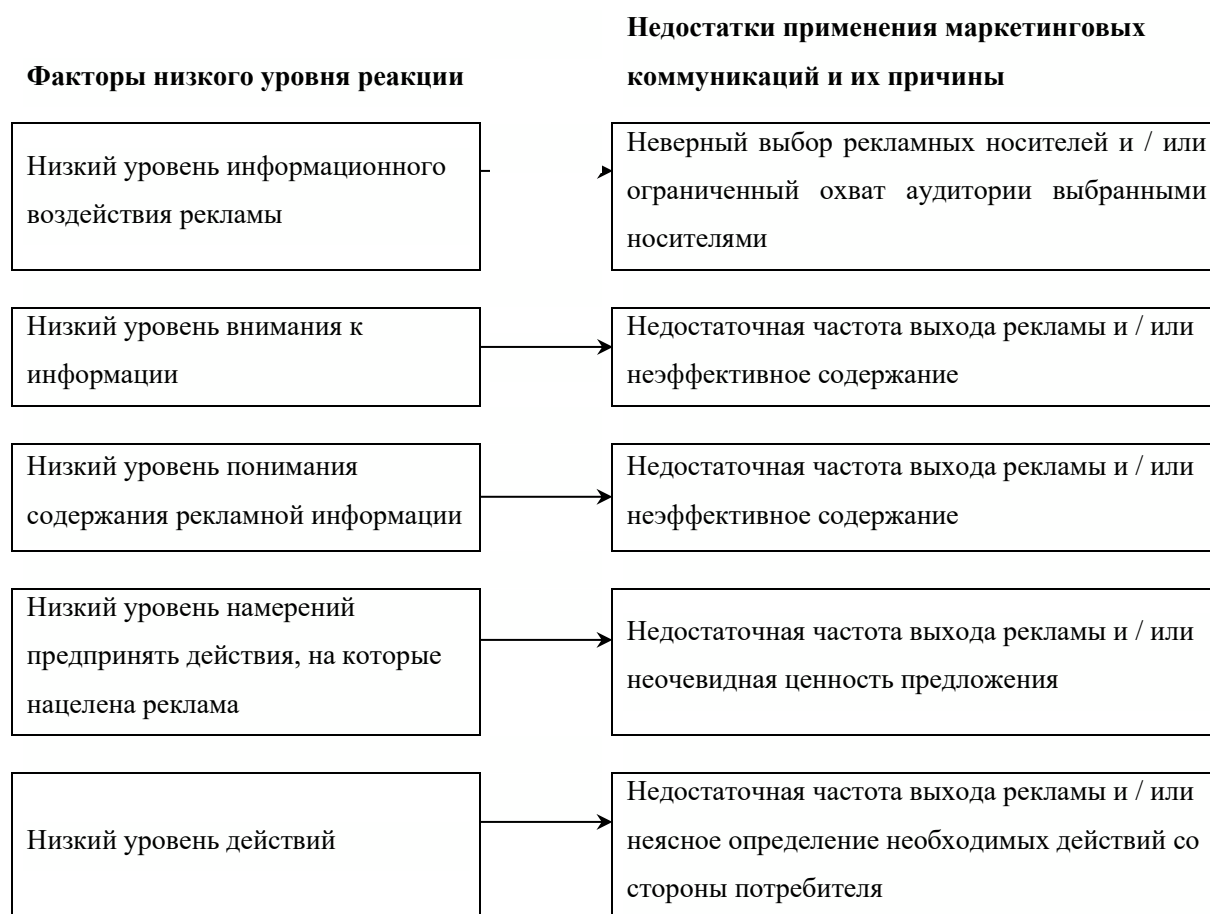 Факторы низкого уровня реакции
Недостатки применения маркетинговых
коммуникаций и их причины
Низкий уровень информационного
воздействия рекламы
Неверный выбор рекламных носителей и / или
ограниченный охват аудитории выбранными
носителями
Низкий уровень внимания к
информации
Недостаточная частота выхода рекламы и / или
неэффективное содержание
Низкий уровень понимания
содержания рекламной информации
Недостаточная частота выхода рекламы и / или
неэффективное содержание
Низкий уровень намерений
предпринять действия, на которые
нацелена реклама
Недостаточная частота выхода рекламы и / или
неочевидная ценность предложения
Низкий уровень действий
Недостаточная частота выхода рекламы и / или
неясное определение необходимых действий со
стороны потребителя